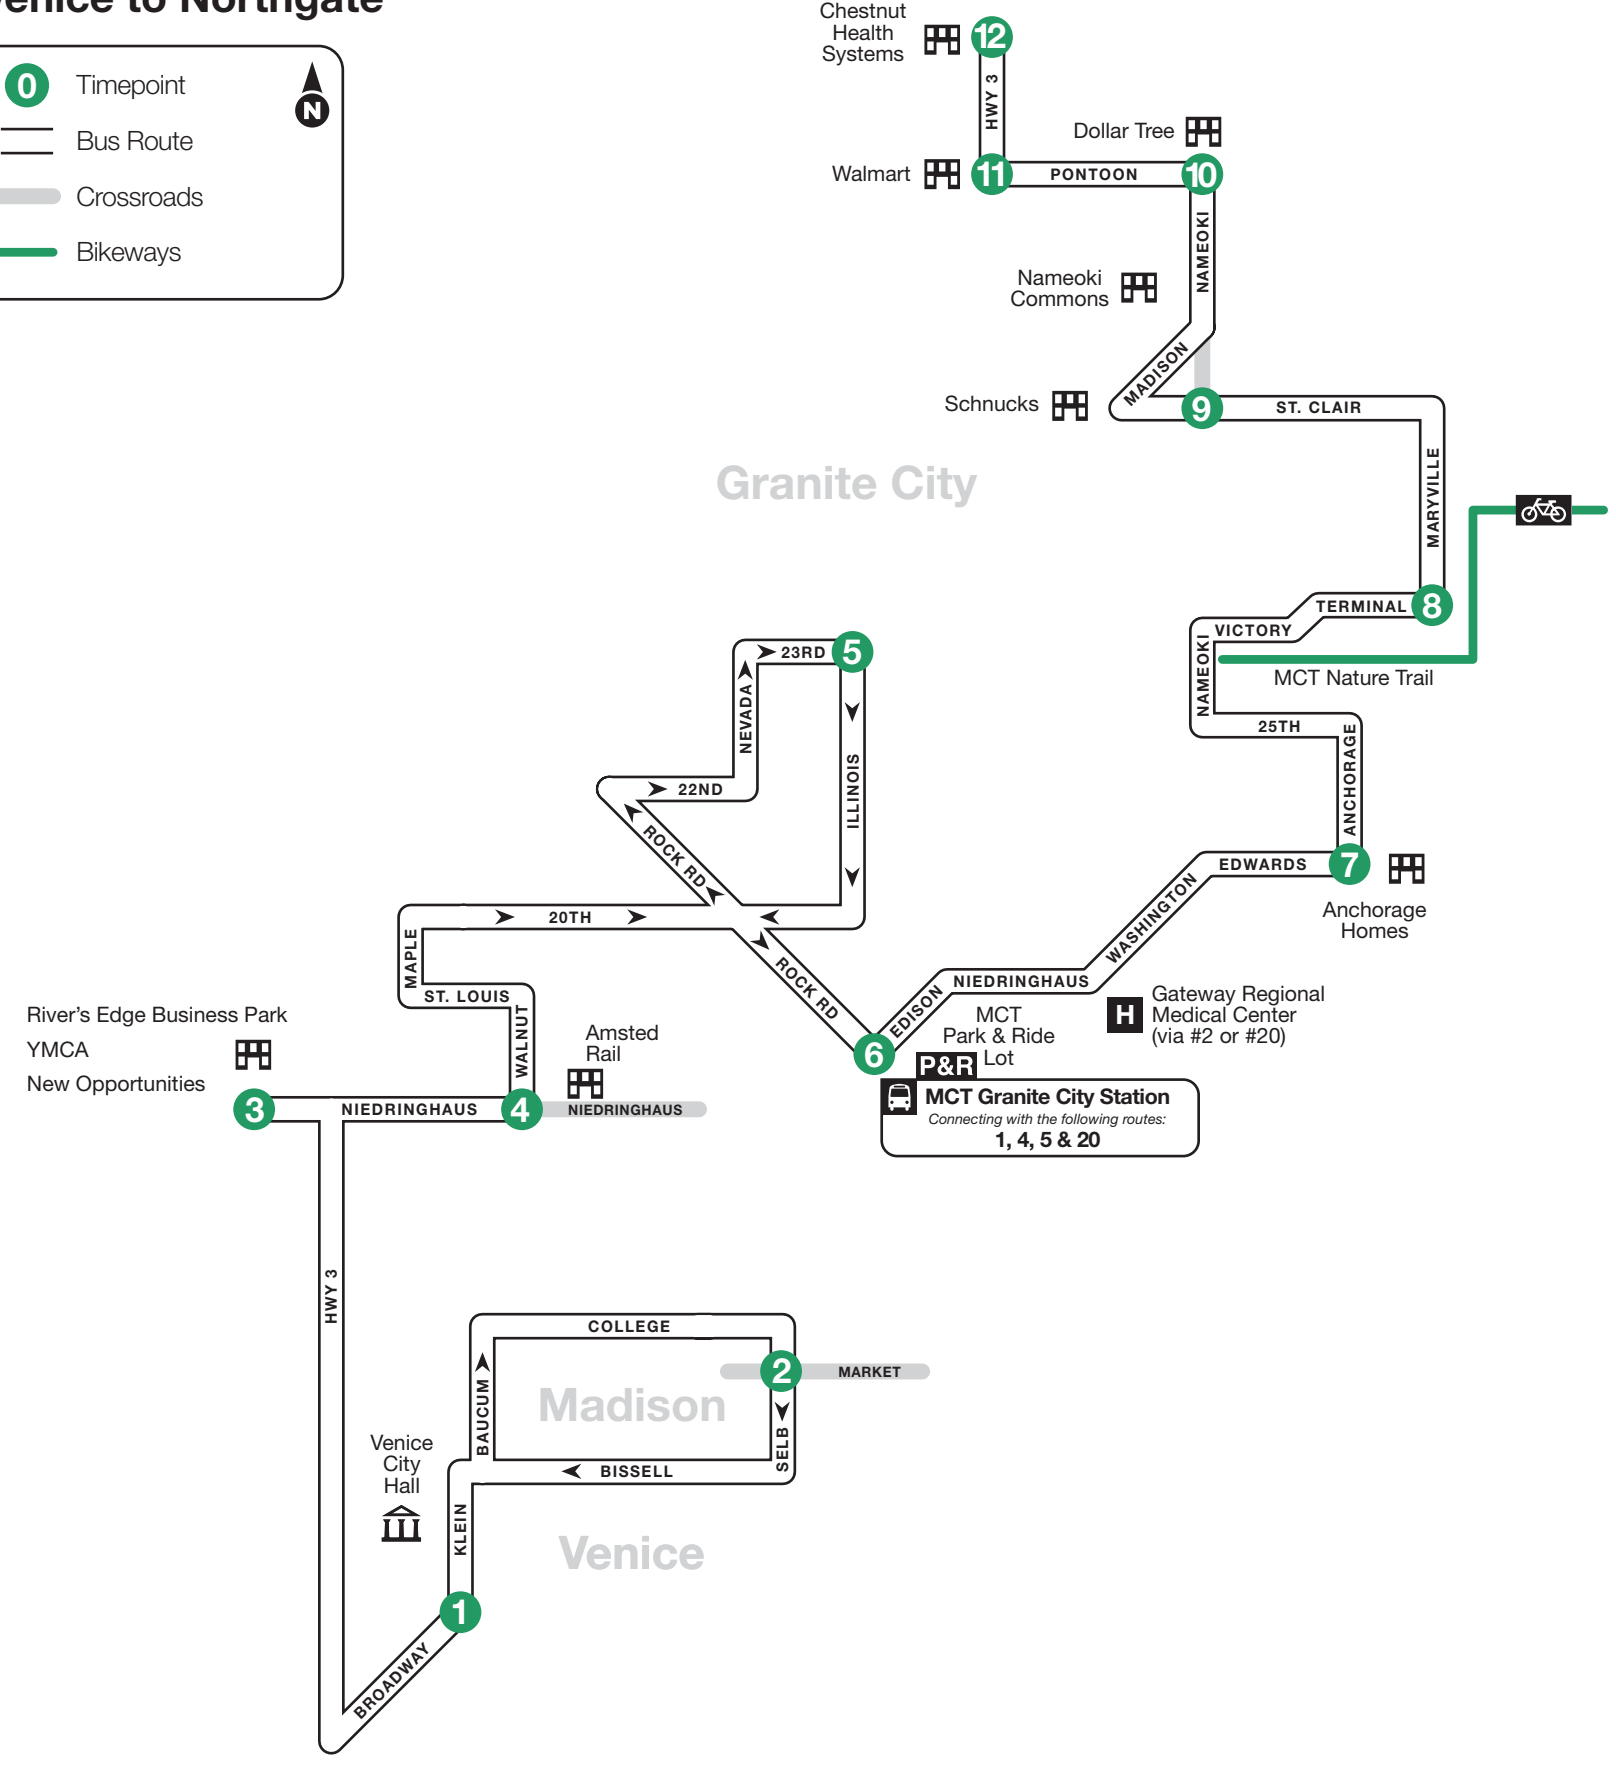 to Northgate
0 Timepoint
N
Bus Route
Crossroads
Bikeways
Chestnut
Health
Systems
12
HWY 3
Dollar Tree
Walmart
11
PONTOON
10
NAMEOKI
Nameoki
Commons
MADISON
Schnucks
9
ST. CLAIR
MARYVILLE
Granite City
TERMINAL
8
VICTORY
NAMEOKI
MCT Nature Trail
25TH
ANCHORAGE
23RD
5
NEVADA
22ND
ILLINOIS
ROCK RD
EDWARDS
7
Anchorage
Homes
WASHINGTON
20TH
MAPLE
ST. LOUIS
WALNUT
ROCK RD
EDISON
NIEDRINGHAUS
H
Gateway Regional
Medical Center
(via #2 or #20)
MCT
Park & Ride
Lot
6
P&R
MCT Granite City Station
Connecting with the following routes:
1, 4, 5 & 20
River's Edge Business Park
YMCA
New Opportunities
Amsted
Rail
3
NIEDRINGHAUS
4
NIEDRINGHAUS
HWY 3
COLLEGE
2
MARKET
Madison
BAUCUM
SELB
BISSELL
Venice
City
Hall
KLEIN
Venice
1
BROADWAY